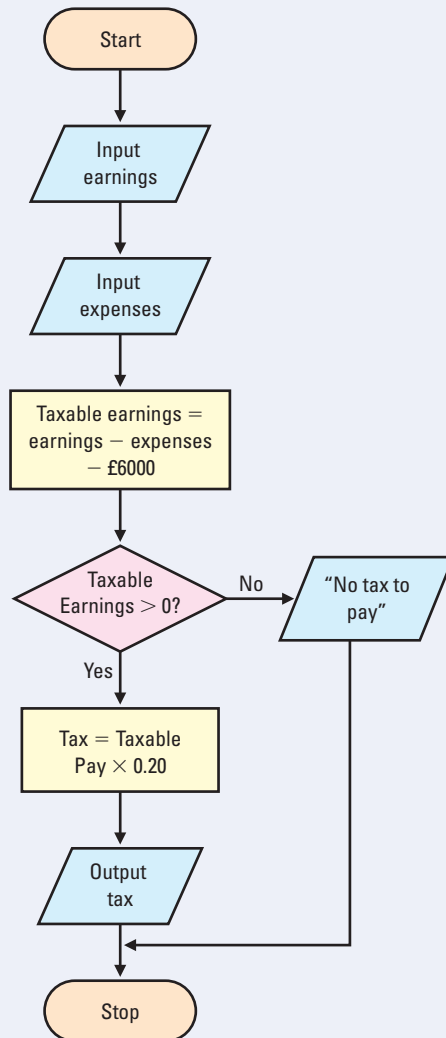 Start
Input
earnings
Input
expenses
Taxable earnings =
earnings − expenses
− £6000
Taxable
Earnings > 0?
No
“No tax to
pay”
Yes
Tax = Taxable
Pay × 0.20
Output
tax
Stop